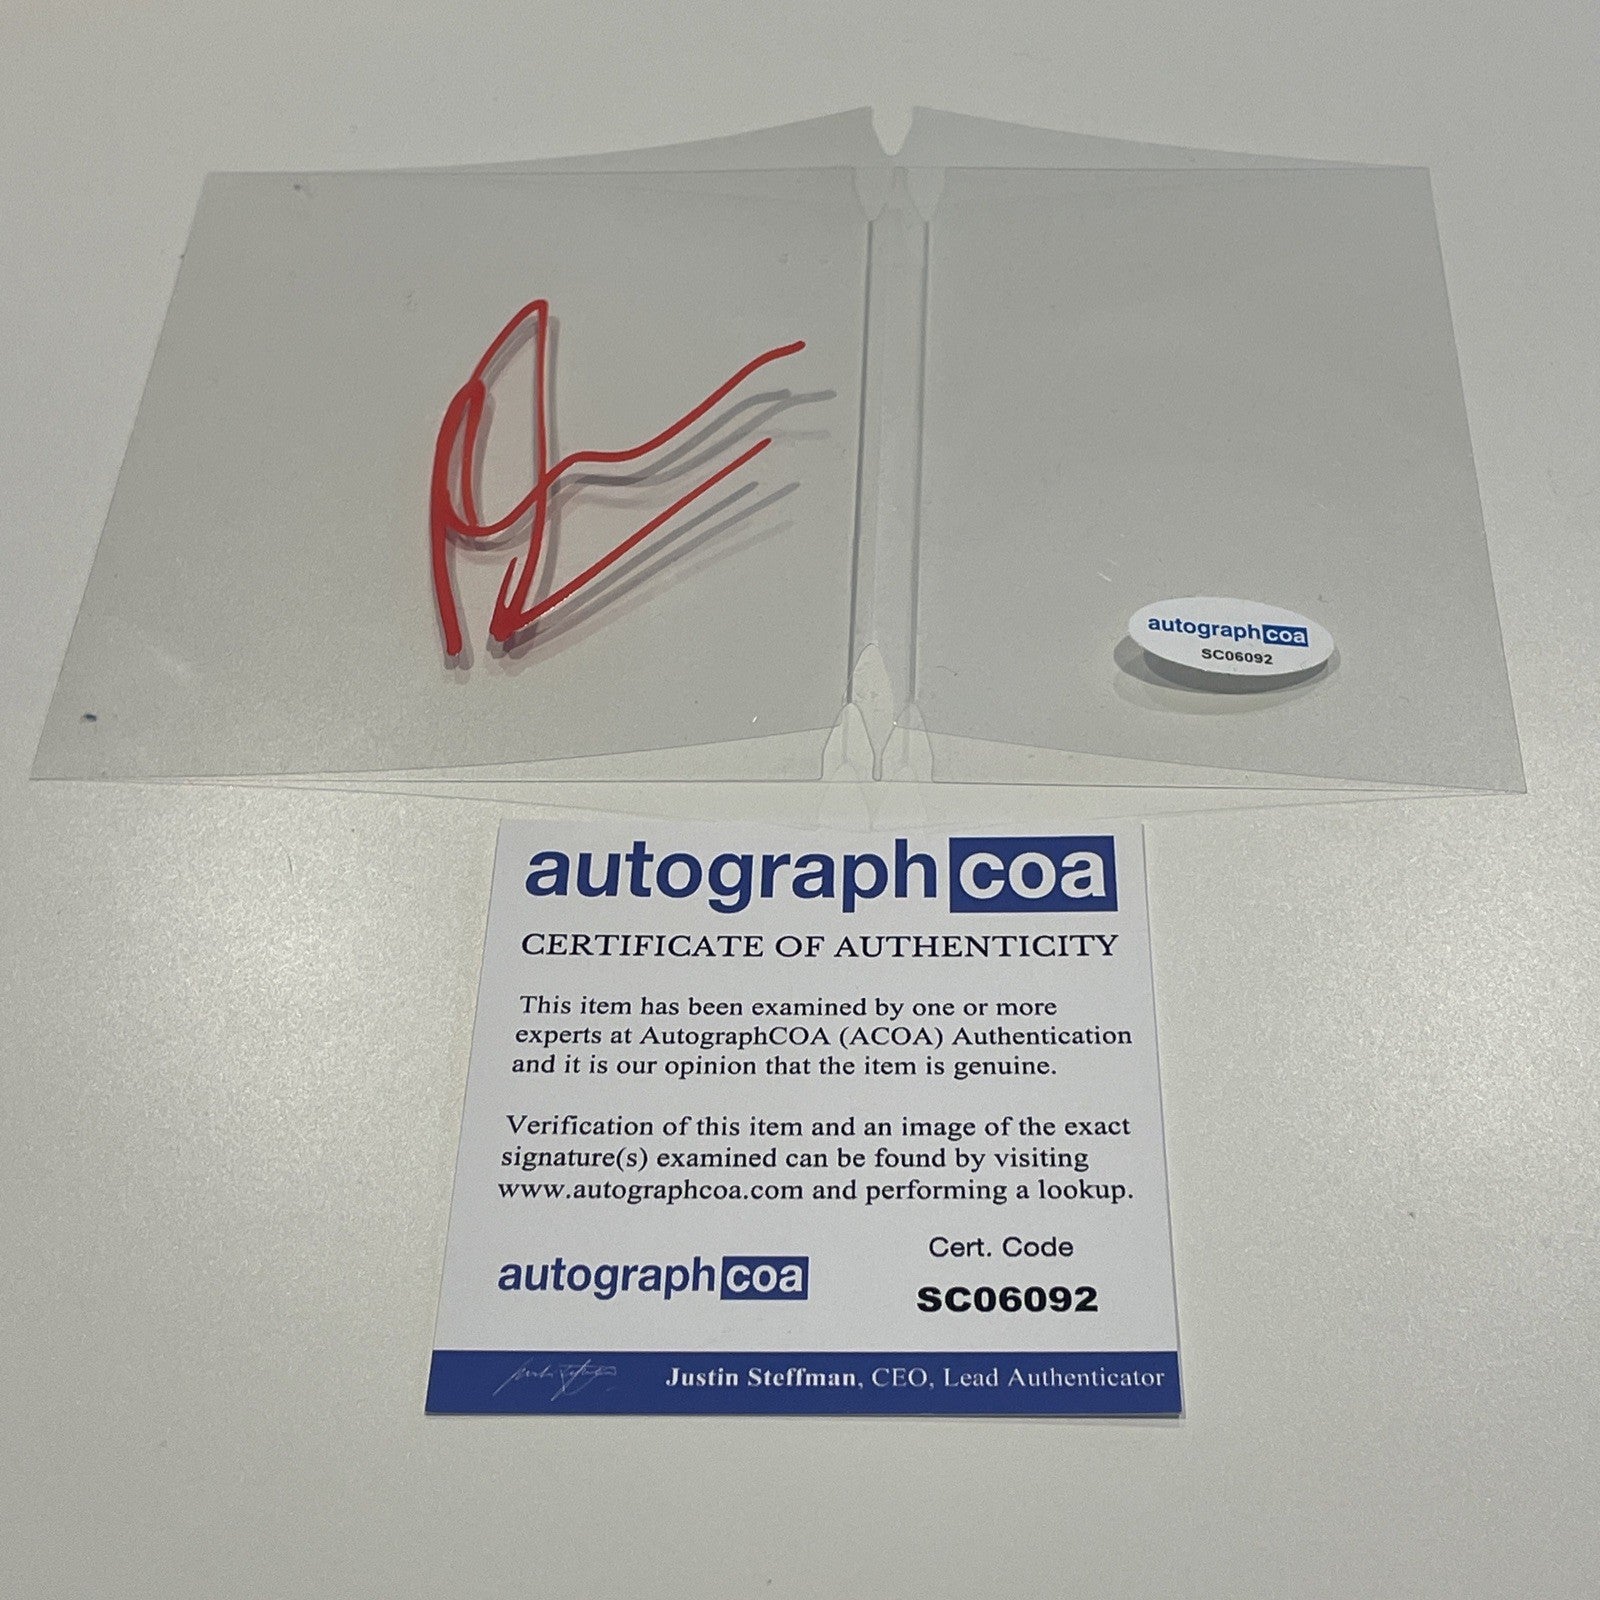 autographcoa
SC06092
autographcoa
CERTIFICATE OF AUTHENTICITY
This item has been examined by one or more
experts at AutographCOA (ACOA) Authentication
and it is our opinion that the item is genuine.
Verification of this item and an image of the exact
signature(s) examined can be found by visiting
www.autographcoa.com and performing a lookup.
Cert. Code
autographcoa
SC06092
Justin Steffman, CEO, Lead Authenticator